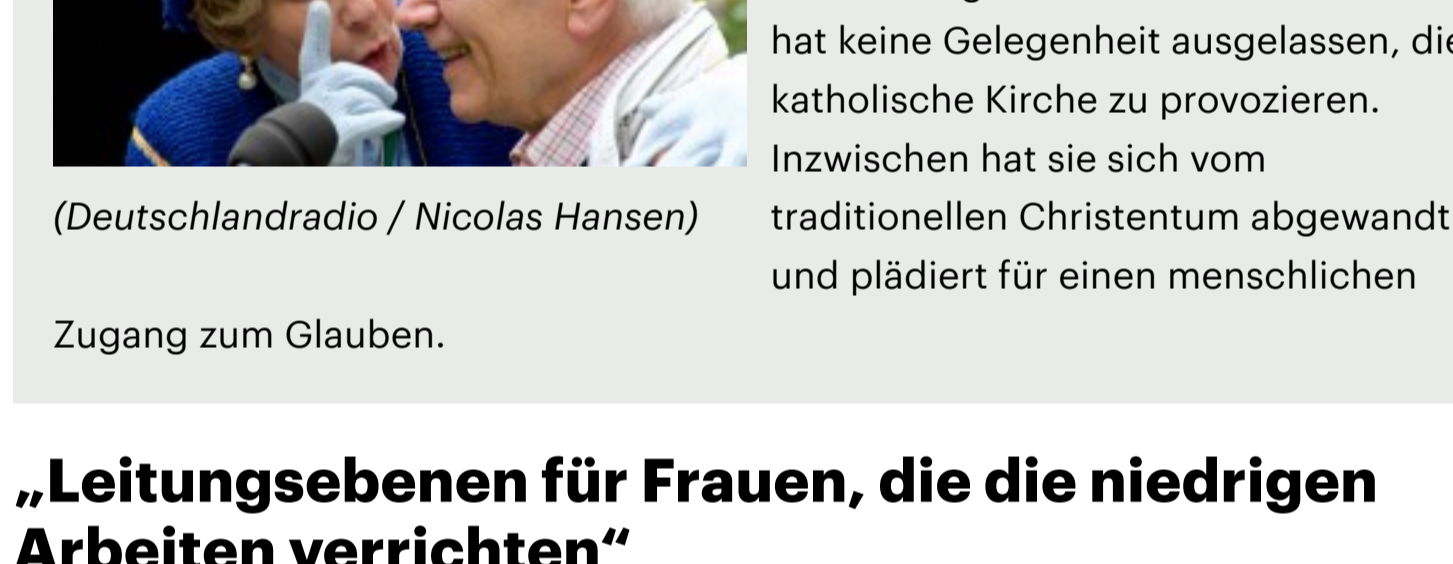 hat keine Gelegenheit ausgelassen, die
katholische Kirche zu provozieren.
Inzwischen hat sie sich vom
(Deutschlandradio / Nicolas Hansen)
traditionellen Christentum abgewandt
und plädiert für einen menschlichen
Zugang zum Glauben.
„Leitungsebenen für Frauen, die die niedrigen
Arbeiten verrichten“